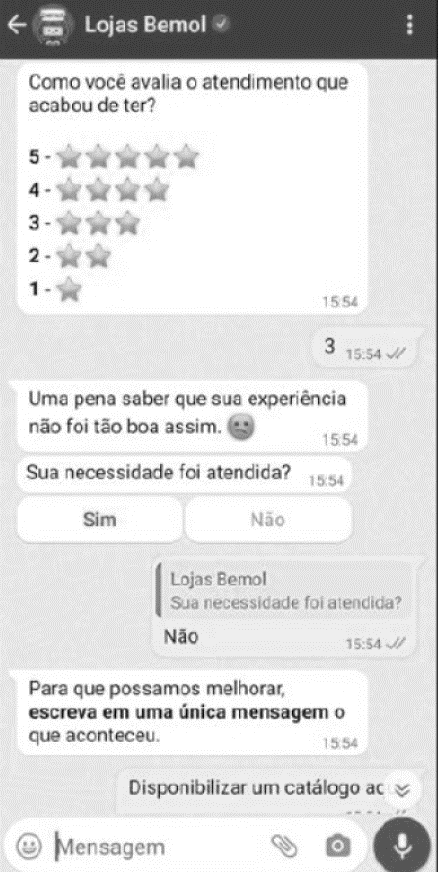 Lojas Bemol
Como você avalia o atendimento que
acabou de ter?
5 -
4 -
3 -
2 -
1 -
15:54
3 15:54
Uma pena saber que sua experiência
não foi tão boa assim.
15:54
Sua necessidade foi atendida? 15:54
Sim Não
Lojas Bemol
Sua necessidade foi atendida?
Não
15:54
Para que possamos melhorar,
escreva em uma única mensagem o
que aconteceu.
15:54
Disponibilizar um catálogo
Mensagem